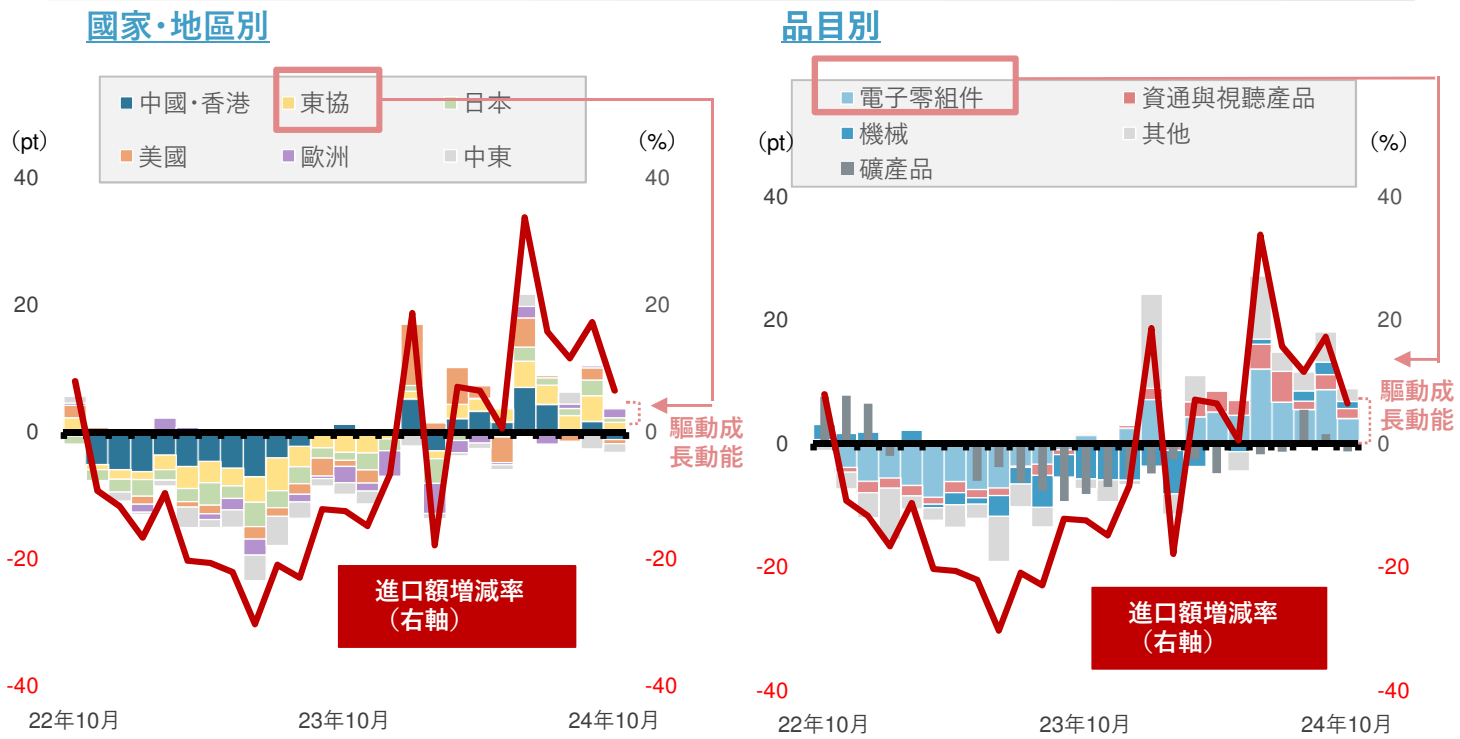 國家･地區別
中國･香港
東協
日本
美國
歐洲
中東
(pt)
(%)
40
20
0
-20
-40
40
20
0
-20
-40
驅動成
長動能
進口額增減率
（右軸）
22年10月
23年10月
24年10月
品目別
電子零組件
資通與視聽產品
機械
其他
礦產品
(pt)
(%)
40
20
0
-20
-40
40
20
0
-20
-40
驅動成
長動能
進口額增減率
（右軸）
22年10月
23年10月
24年10月